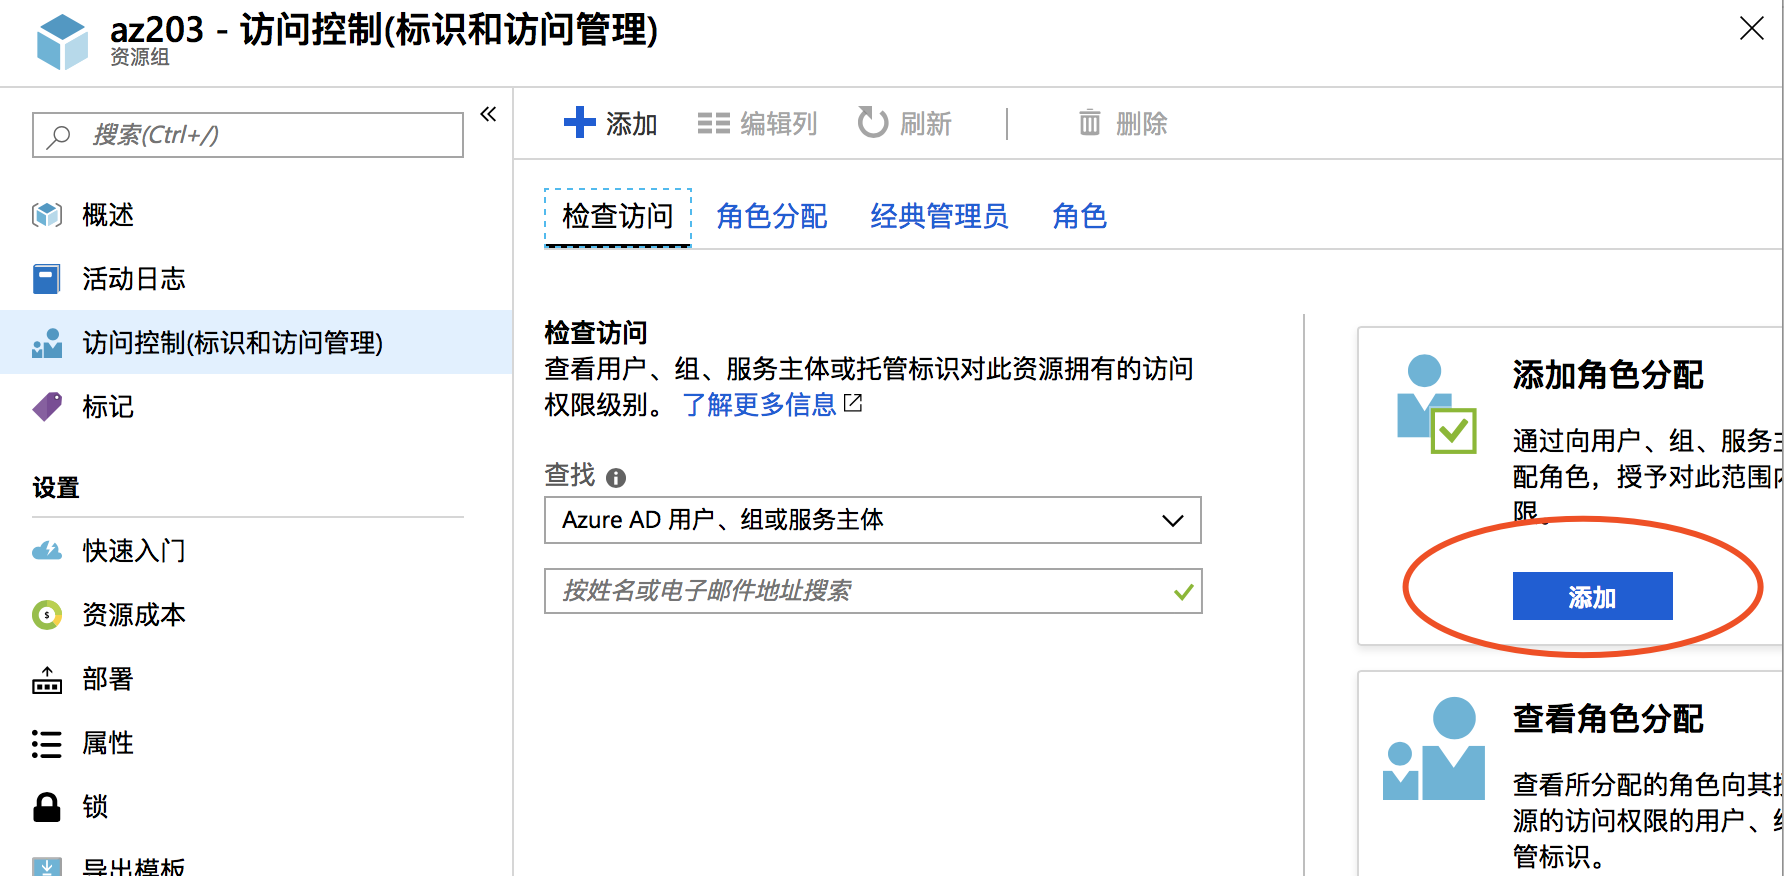 az203 - 访问控制(标识和访问管理)
资源组
搜索(Ctrl+/)
概述
活动日志
访问控制(标识和访问管理)
标记
设置
快速入门
资源成本
部署
属性
锁
导出模板
添加
编辑列
刷新
删除
检查访问
角色分配
经典管理员
角色
检查访问
查看用户、组、服务主体或托管标识对此资源拥有的访问
权限级别。 了解更多信息
查找
Azure AD 用户、组或服务主体
按姓名或电子邮件地址搜索
添加角色分配
通过向用户、组、服务主
配角色，授予对此范围内
限。
添加
查看角色分配
查看所分配的角色向其授
源的访问权限的用户、组
管标识。